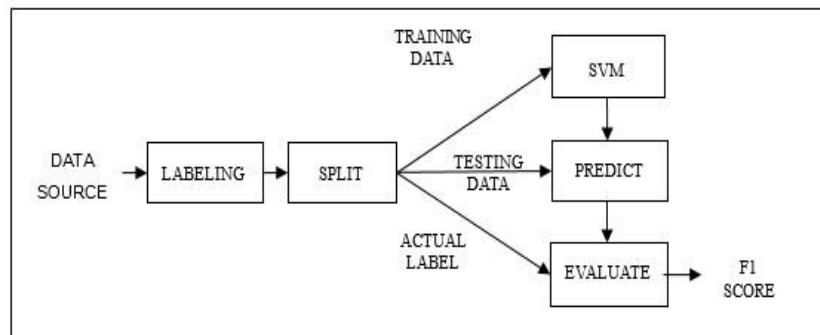 TRAINING
DATA
SVM
DATA
SOURCE
LABELING
SPLIT
TESTING
DATA
PREDICT
ACTUAL
LABEL
EVALUATE
F1
SCORE